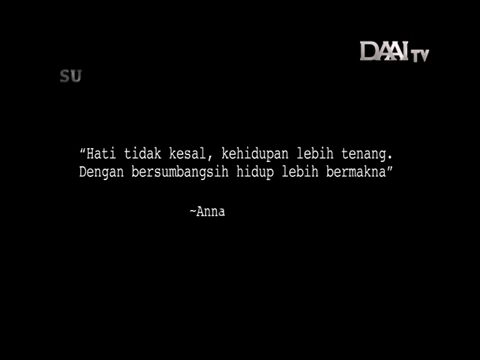 DAAI TV
SU
“Hati tidak kesal, kehidupan lebih tenang.
Dengan bersumbangsih hidup lebih bermakna”
~Anna